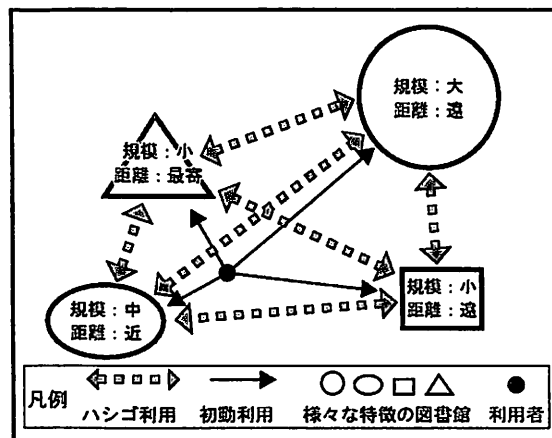 規模：大
距離：遠
規模：小
距離：最寄
規模：小
距離：遠
規模：中
距離：近
凡例
ハシゴ利用 初動利用 様々な特徴の図書館 利用者